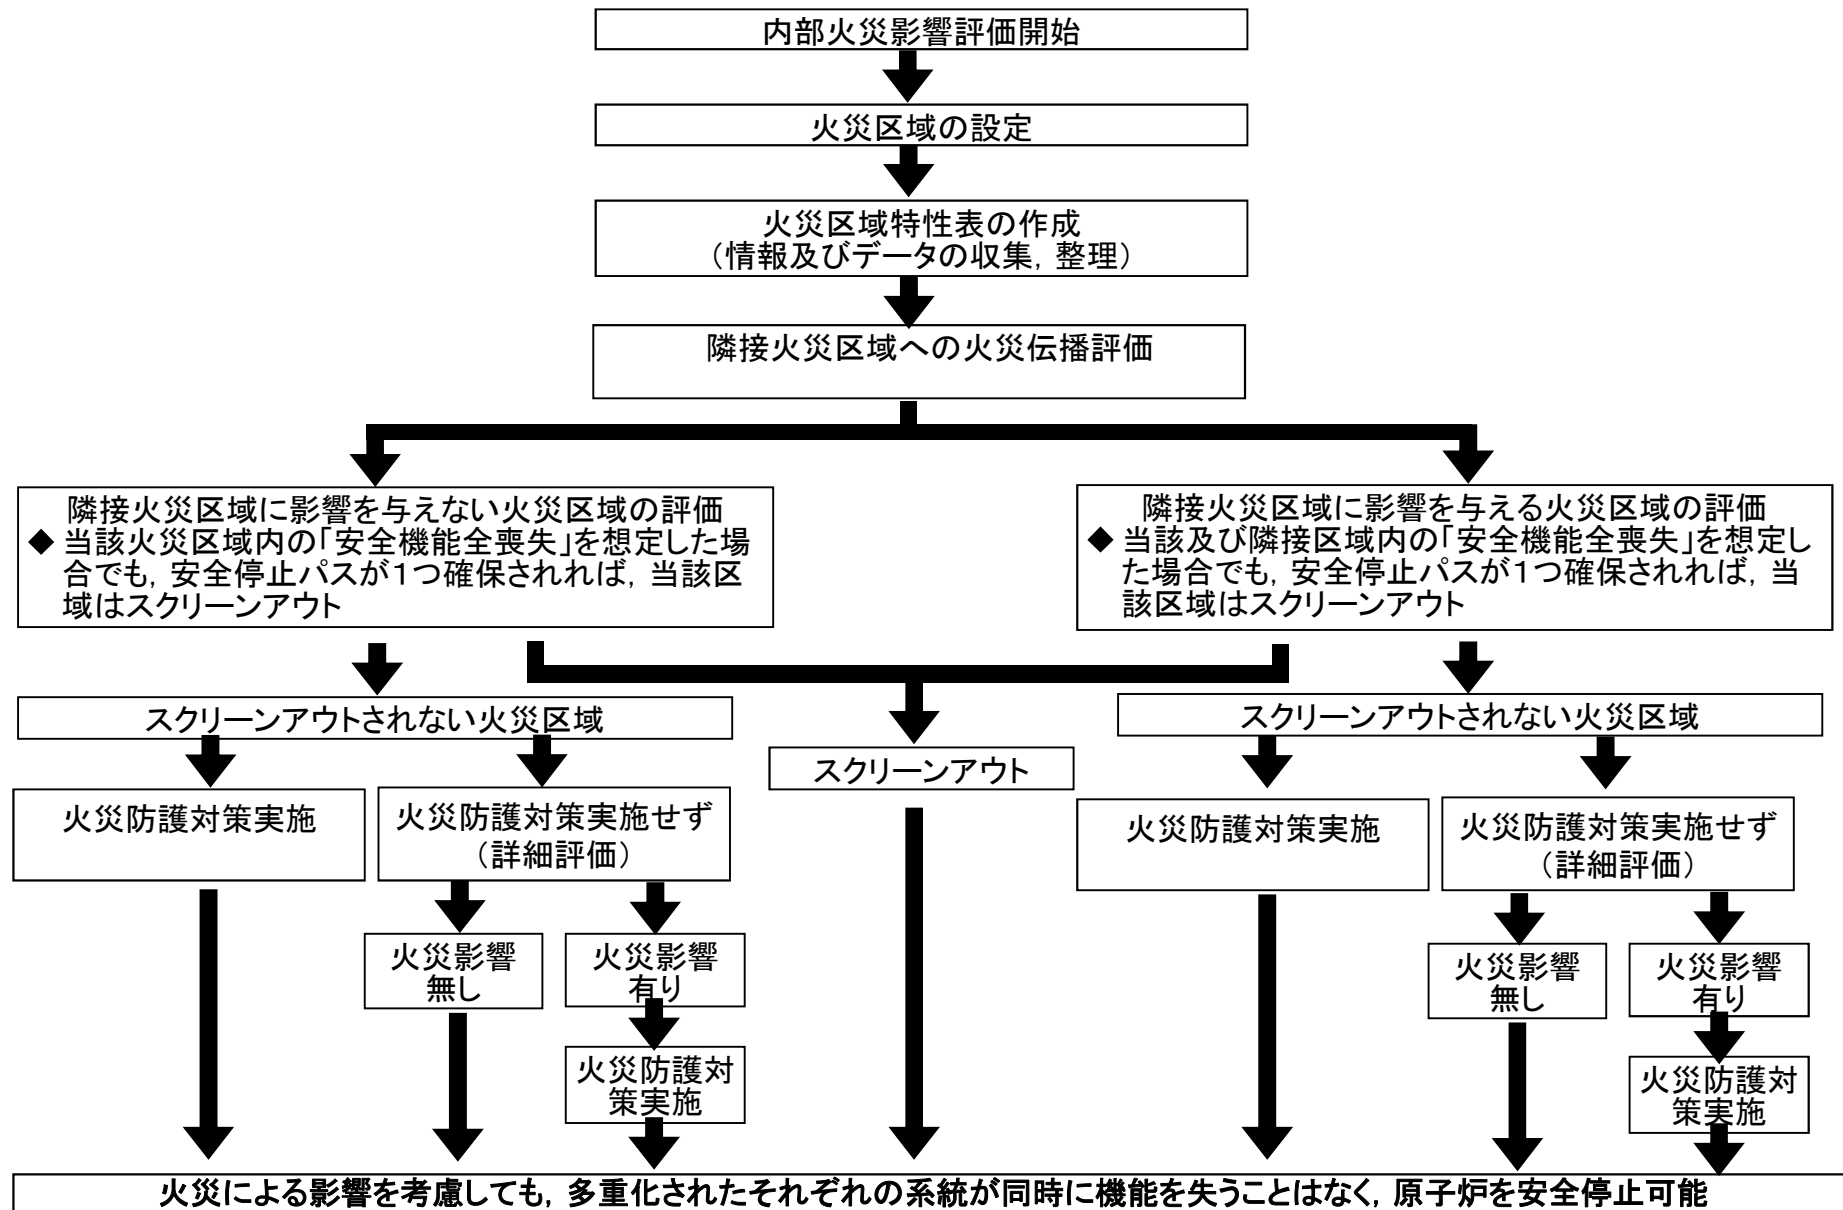 内部火災影響評価開始
火災区域の設定
火災区域特性表の作成
（情報及びデータの収集，整理）
隣接火災区域への火災伝播評価
隣接火災区域に影響を与えない火災区域の評価
◆ 当該火災区域内の「安全機能全喪失」を想定した場
合でも，安全停止パスが１つ確保されれば，当該区
域はスクリーンアウト
隣接火災区域に影響を与える火災区域の評価
◆ 当該及び隣接区域内の「安全機能全喪失」を想定し
た場合でも，安全停止パスが１つ確保されれば，当
該区域はスクリーンアウト
スクリーンアウトされない火災区域
スクリーンアウト
スクリーンアウトされない火災区域
火災防護対策実施
火災防護対策実施せず
（詳細評価）
火災防護対策実施
火災防護対策実施せず
（詳細評価）
火災影響
無し
火災影響
有り
火災影響
無し
火災影響
有り
火災防護対
策実施
火災防護対
策実施
火災による影響を考慮しても，多重化されたそれぞれの系統が同時に機能を失うことはなく，原子炉を安全停止可能